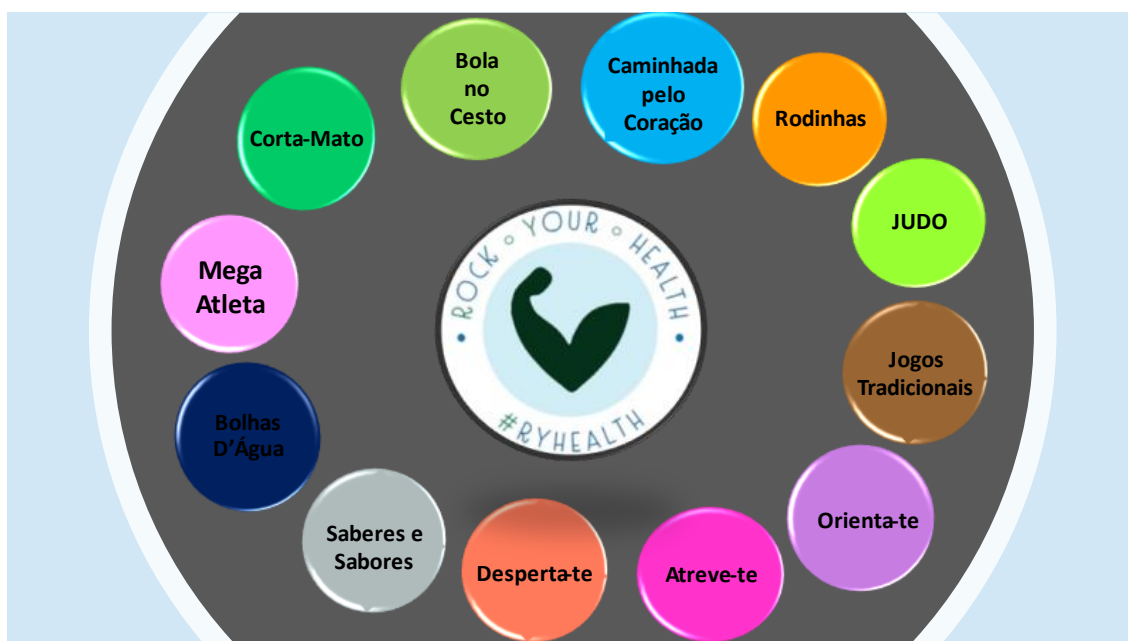 Bola
no
Cesto
Caminhada
pelo
Coração
Rodinhas
Corta-Mato
JUDO
Mega
Atleta
• ROCK ○ YOUR ○ HEALTH •
#RYHEALTH
Jogos
Tradicionais
Bolhas
D’Água
Orienta-te
Saberes e
Sabores
Desperta-te
Atreve-te